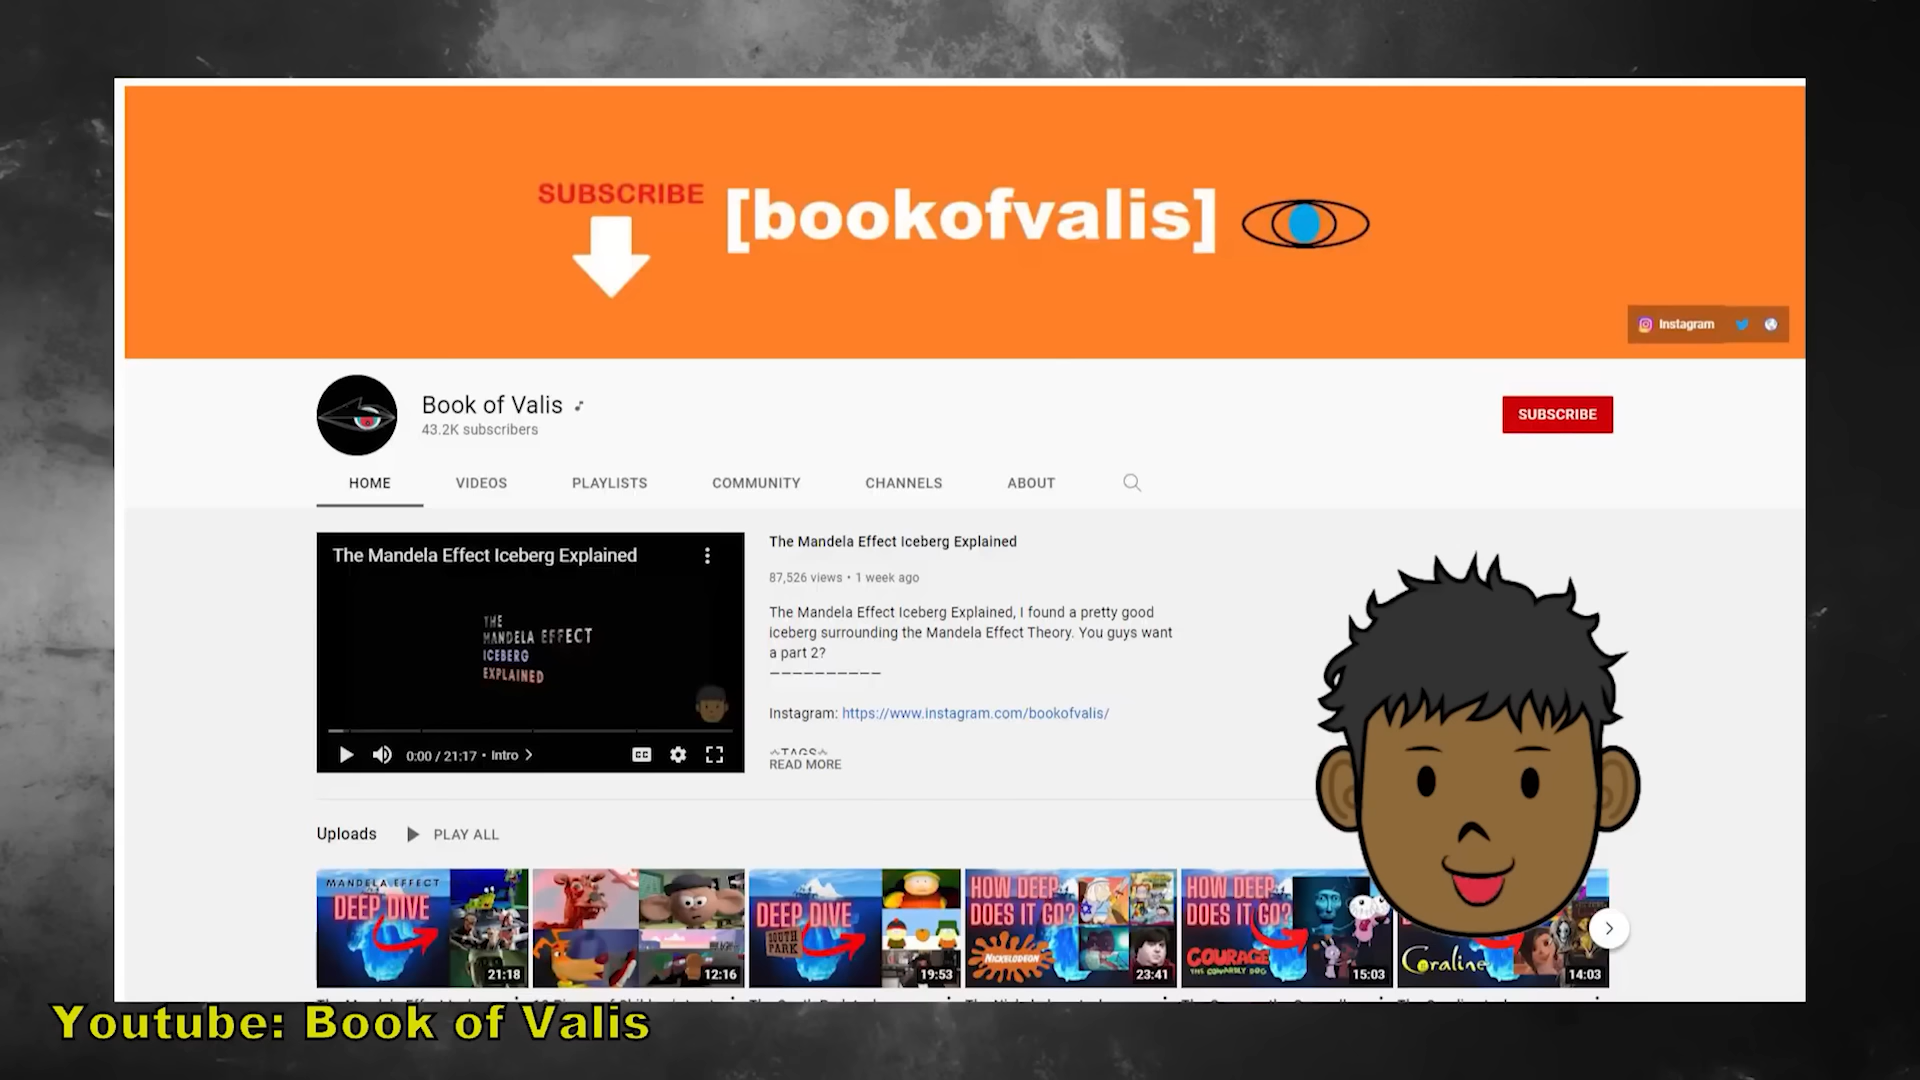 SUBSCRIBE
[bookofvalis]
Instagram
Book of Valis
43.2K subscribers
SUBSCRIBE
HOME
VIDEOS
PLAYLISTS
COMMUNITY
CHANNELS
ABOUT
The Mandela Effect Iceberg Explained
THE
MANDELA EFFECT
ICEBERG
EXPLAINED
0:00 / 21:17 • Intro
CC
The Mandela Effect Iceberg Explained
87,526 views • 1 week ago
The Mandela Effect Iceberg Explained, I found a pretty good
iceberg surrounding the Mandela Effect Theory. You guys want
a part 2?
——————————
Instagram: https://www.instagram.com/bookofvalis/
☆TAGS☆
READ MORE
Uploads
PLAY ALL
MANDELA EFFECT
DEEP DIVE
21:18
12:16
DEEP DIVE
SOUTH
PARK
19:53
HOW DEEP
DOES IT GO?
NICKELODEON
23:41
HOW DEEP
DOES IT GO?
COURAGE
THE COWARDLY DOG
15:03
Coraline
14:03
Youtube: Book of Valis